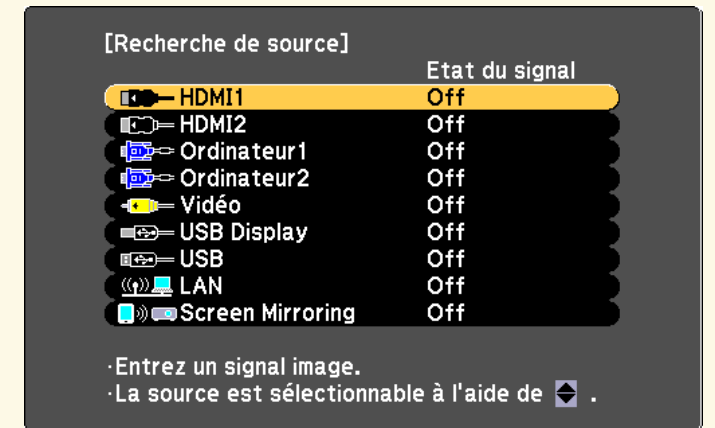 [Recherche de source]
Etat du signal
HDMI1 Off
HDMI2 Off
Ordinateur1 Off
Ordinateur2 Off
Vidéo Off
USB Display Off
USB Off
LAN Off
Screen Mirroring Off
·Entrez un signal image.
·La source est sélectionnable à l'aide de .